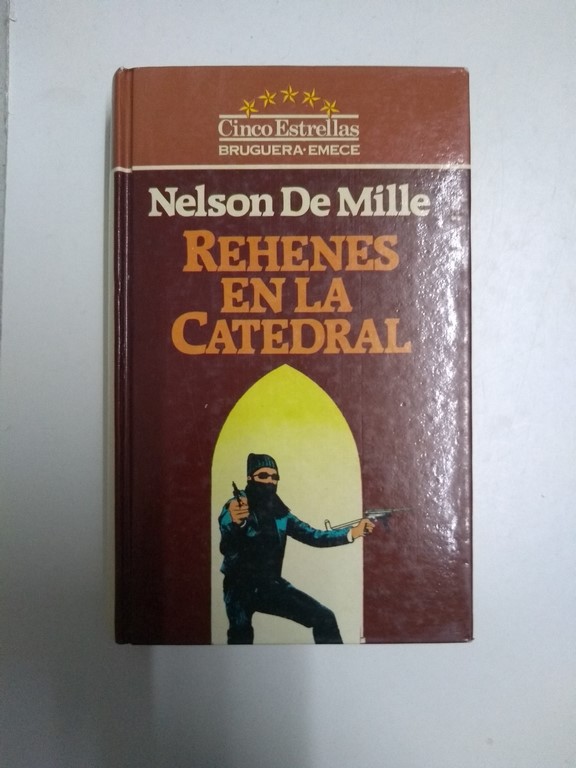 Cinco Estrellas
BRUGUERA·EMECE
Nelson De Mille
REHENES
EN LA
CATEDRAL